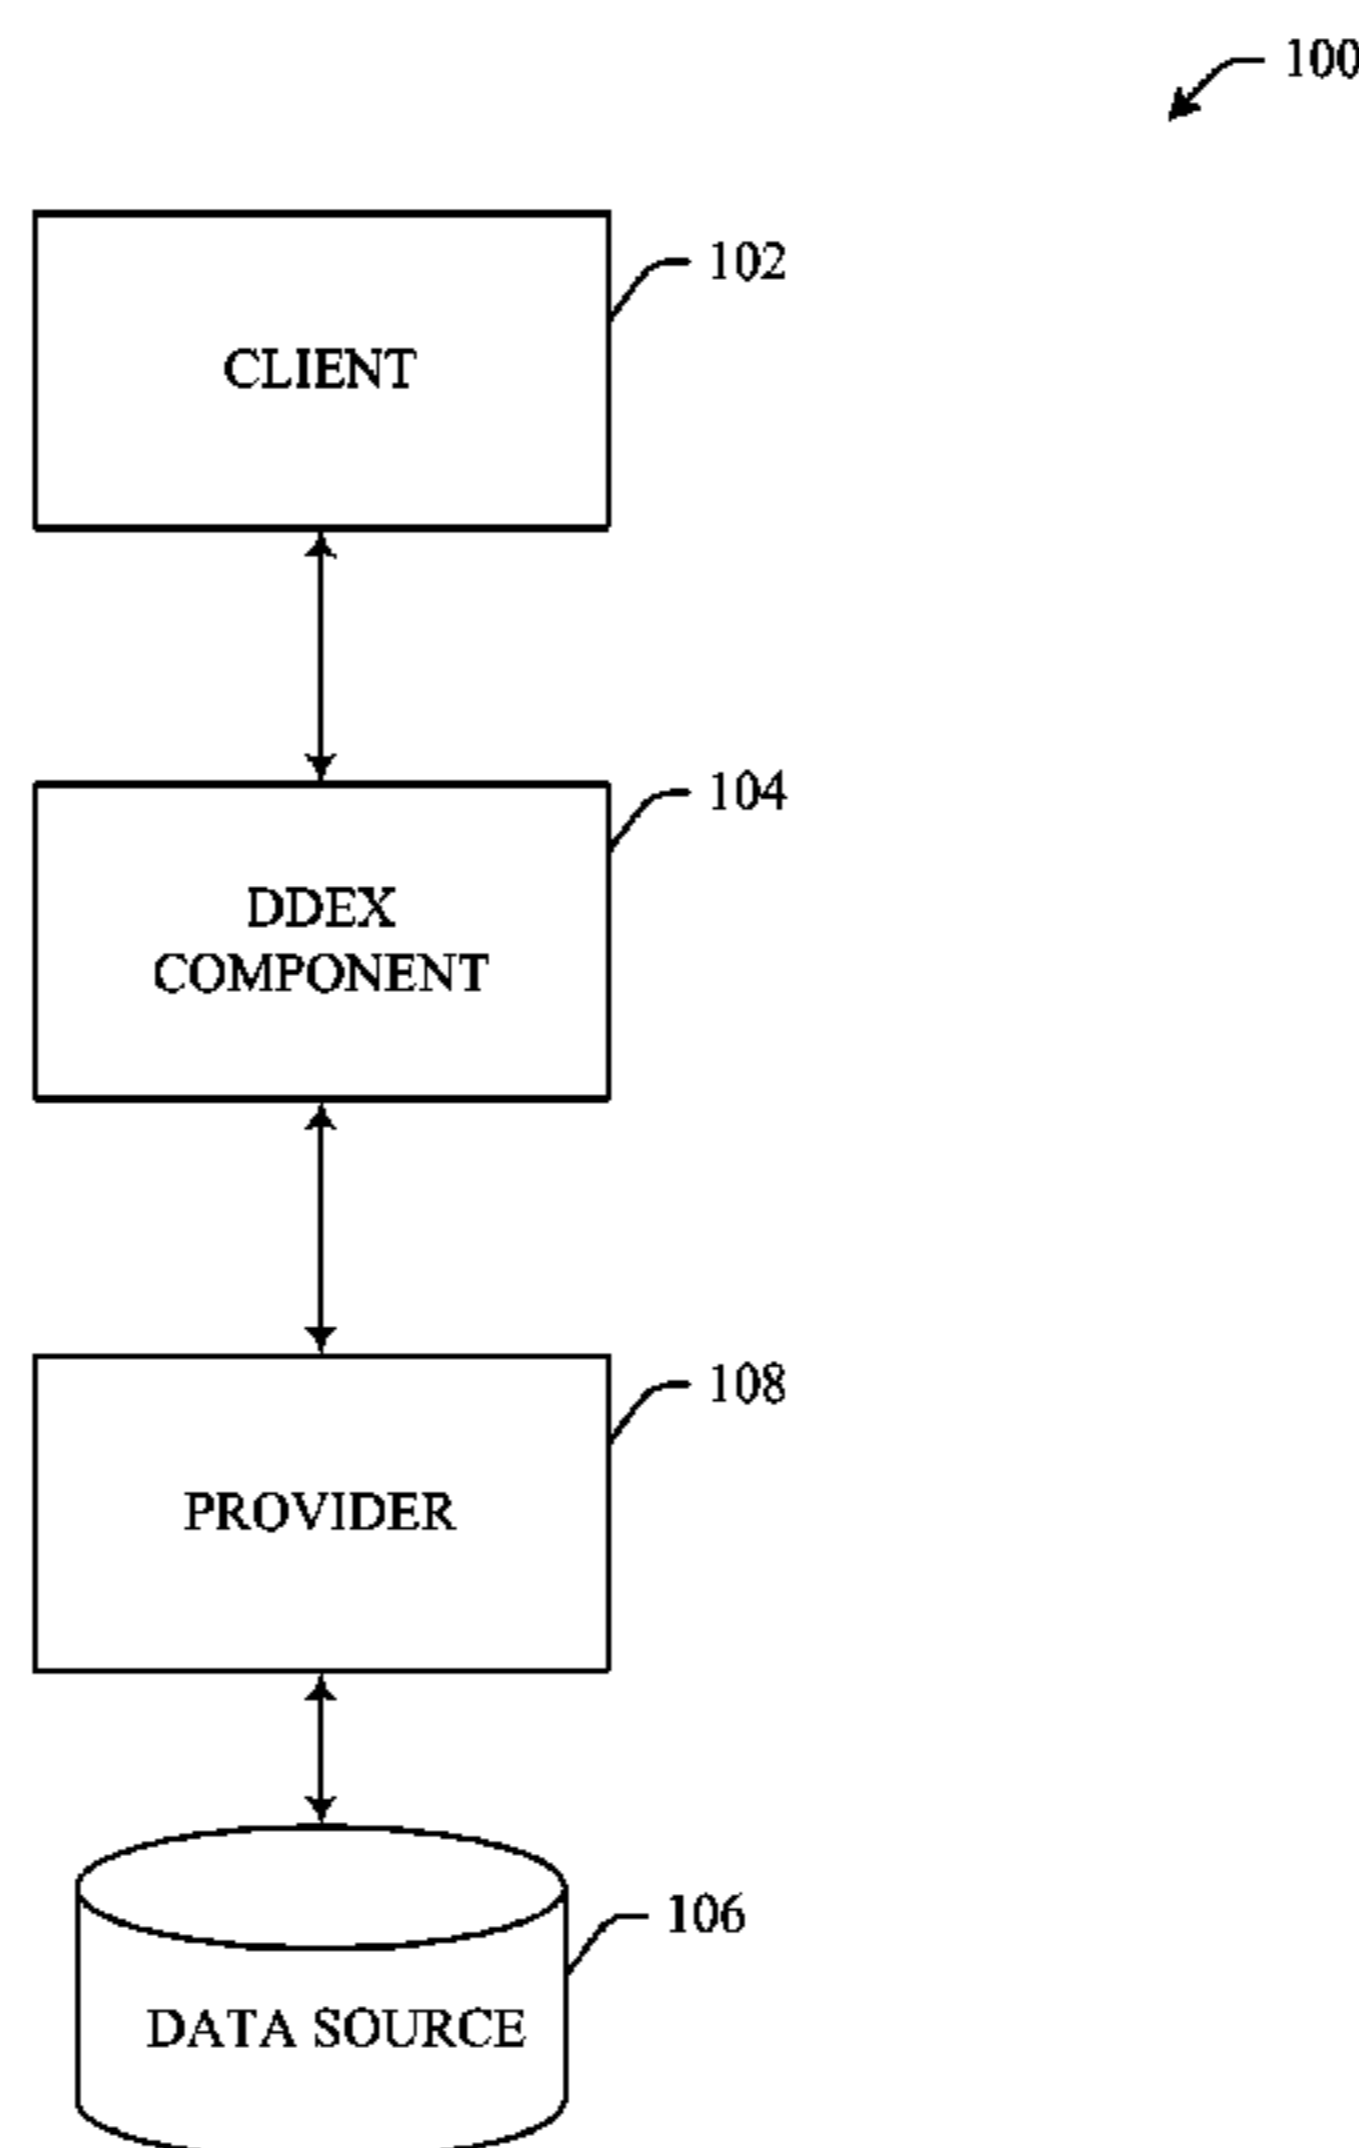 100
102
CLIENT
104
DDEX
COMPONENT
108
PROVIDER
106
DATA SOURCE